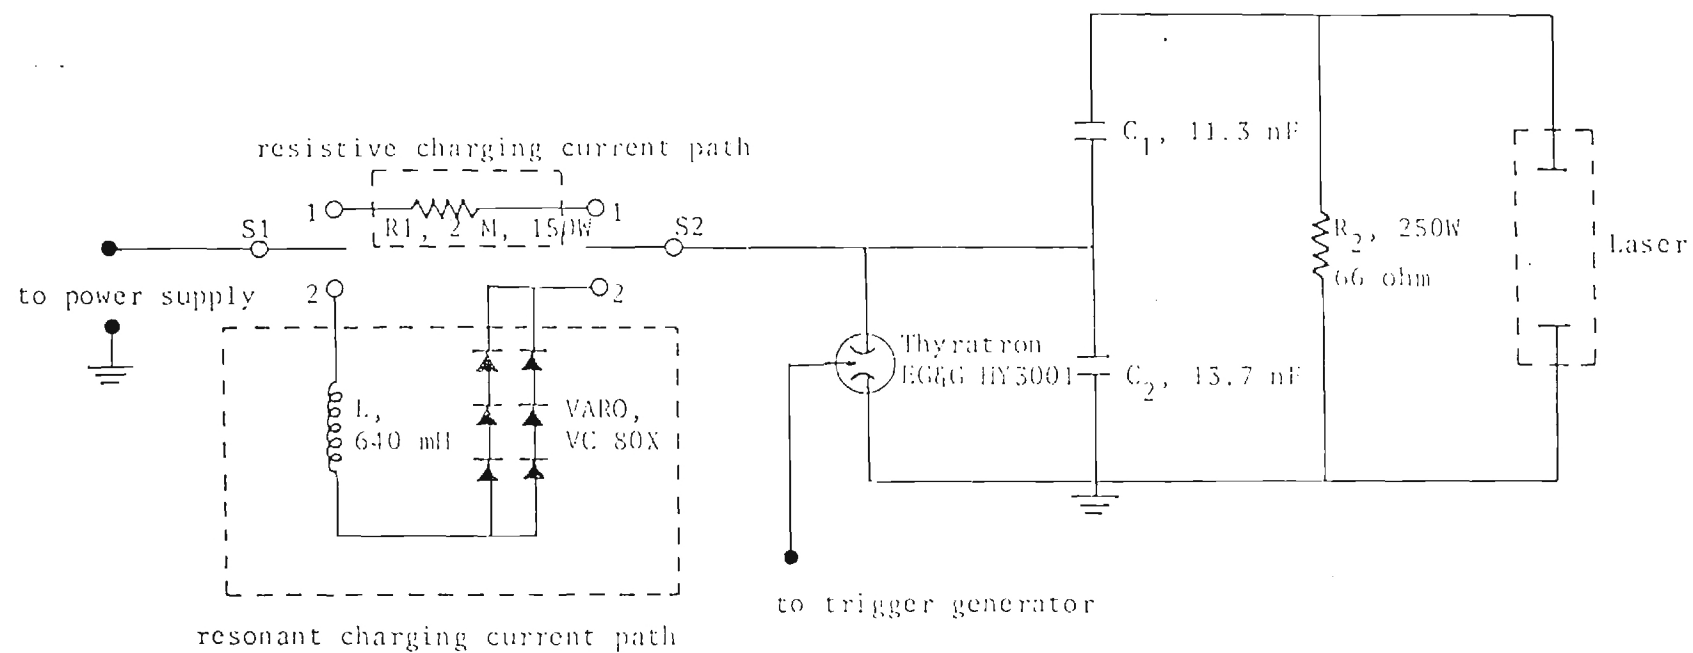 resistive charging current path
1
1
R1, 2 M, 150W
S1
S2
to power supply
2
2
L,
640 mH
VARO,
VC 80X
resonant charging current path
Thyratron
EG&G HY3001
to trigger generator
C1, 11.3 nF
C2, 13.7 nF
R2, 250W
66 ohm
Laser